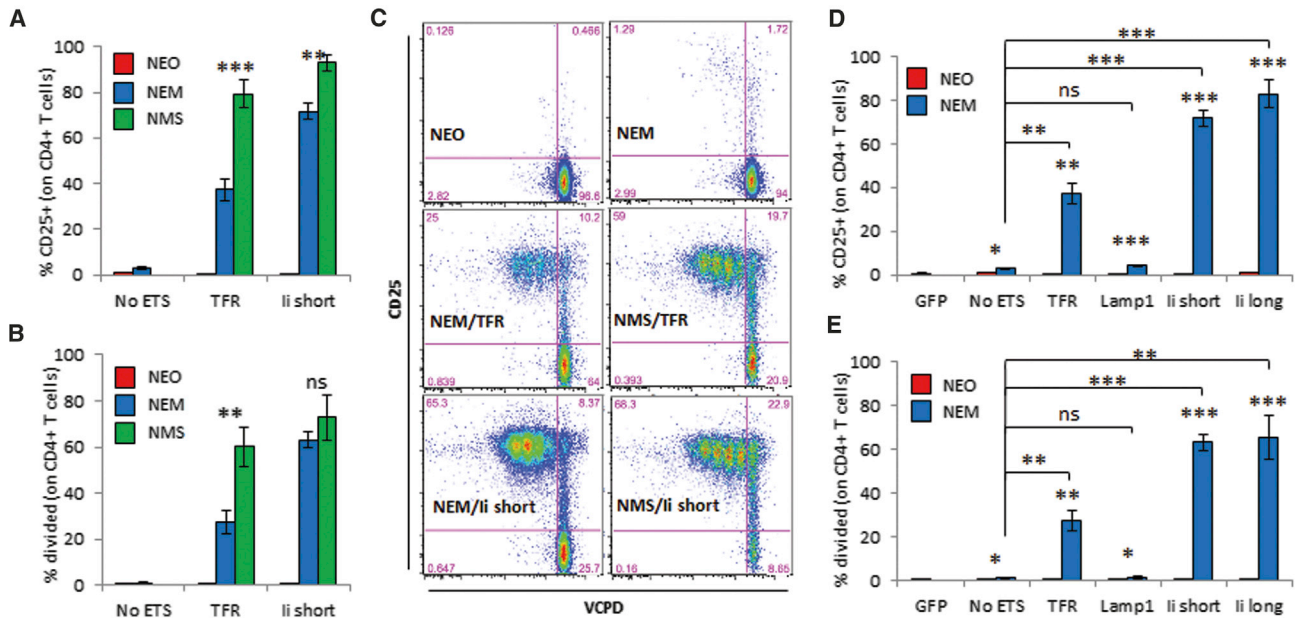 A
% CD25+ (on CD4+ T cells)
100
80
60
40
20
0
NEO
NEM
NMS
***
**
No ETS TFR Ii short
B
% divided (on CD4+ T cells)
100
80
60
40
20
0
NEO
NEM
NMS
**
ns
No ETS TFR Ii short
C
CD25
0.126 0.466
NEO
2.82 96.6
1.29 1.72
NEM
2.99 94
25 10.2
NEM/TFR
0.839 64
59 19.7
NMS/TFR
0.393 20.9
65.3 8.37
NEM/Ii short
0.647 25.7
68.3 22.9
NMS/Ii short
0.16 8.65
VCPD
D
% CD25+ (on CD4+ T cells)
100
80
60
40
20
0
NEO
NEM
***
***
ns
**
* ** *** *** ***
GFP No ETS TFR Lamp1 Ii short Ii long
E
% divided (on CD4+ T cells)
100
80
60
40
20
0
NEO
NEM
**
***
ns
**
* ** * *** ***
GFP No ETS TFR Lamp1 Ii short Ii long